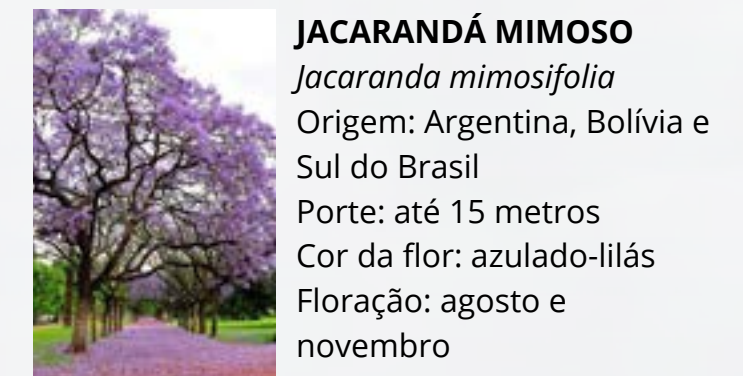 JACARANDÁ MIMOSO
Jacaranda mimosifolia
Origem: Argentina, Bolívia e
Sul do Brasil
Porte: até 15 metros
Cor da flor: azulado-lilás
Floração: agosto e
novembro